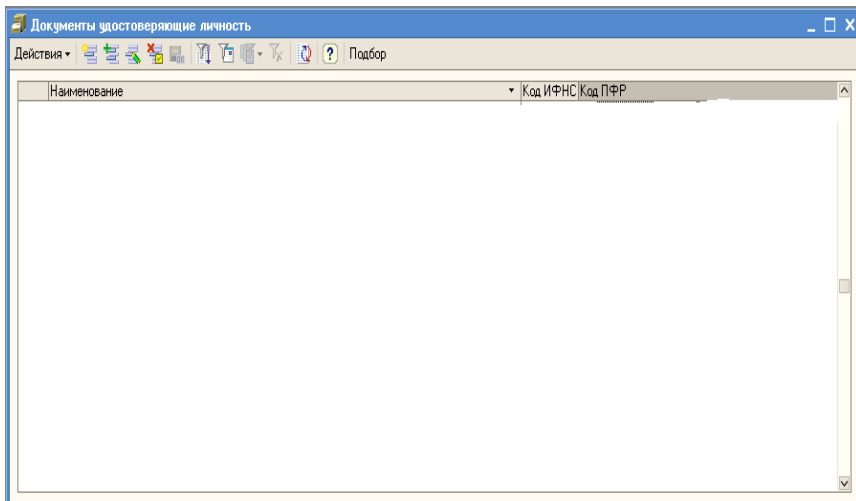 Документы удостоверяющие личность
Действия Подбор
Наименование Код ИФНС Код ПФР